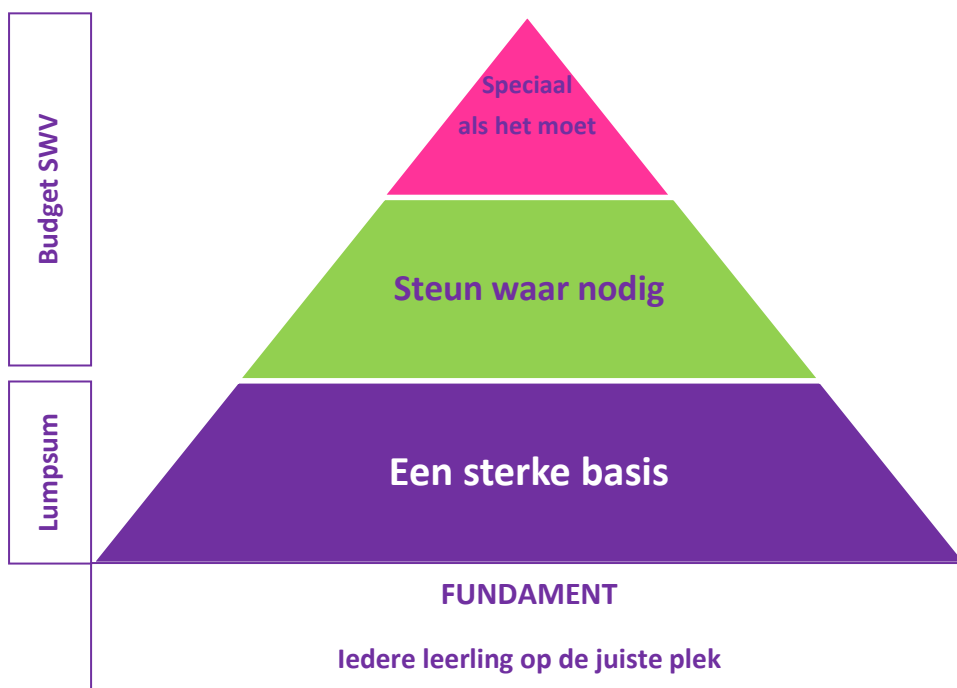 Budget SWV
Speciaal
als het moet
Steun waar nodig
Lumpsum
Een sterke basis
FUNDAMENT
Iedere leerling op de juiste plek